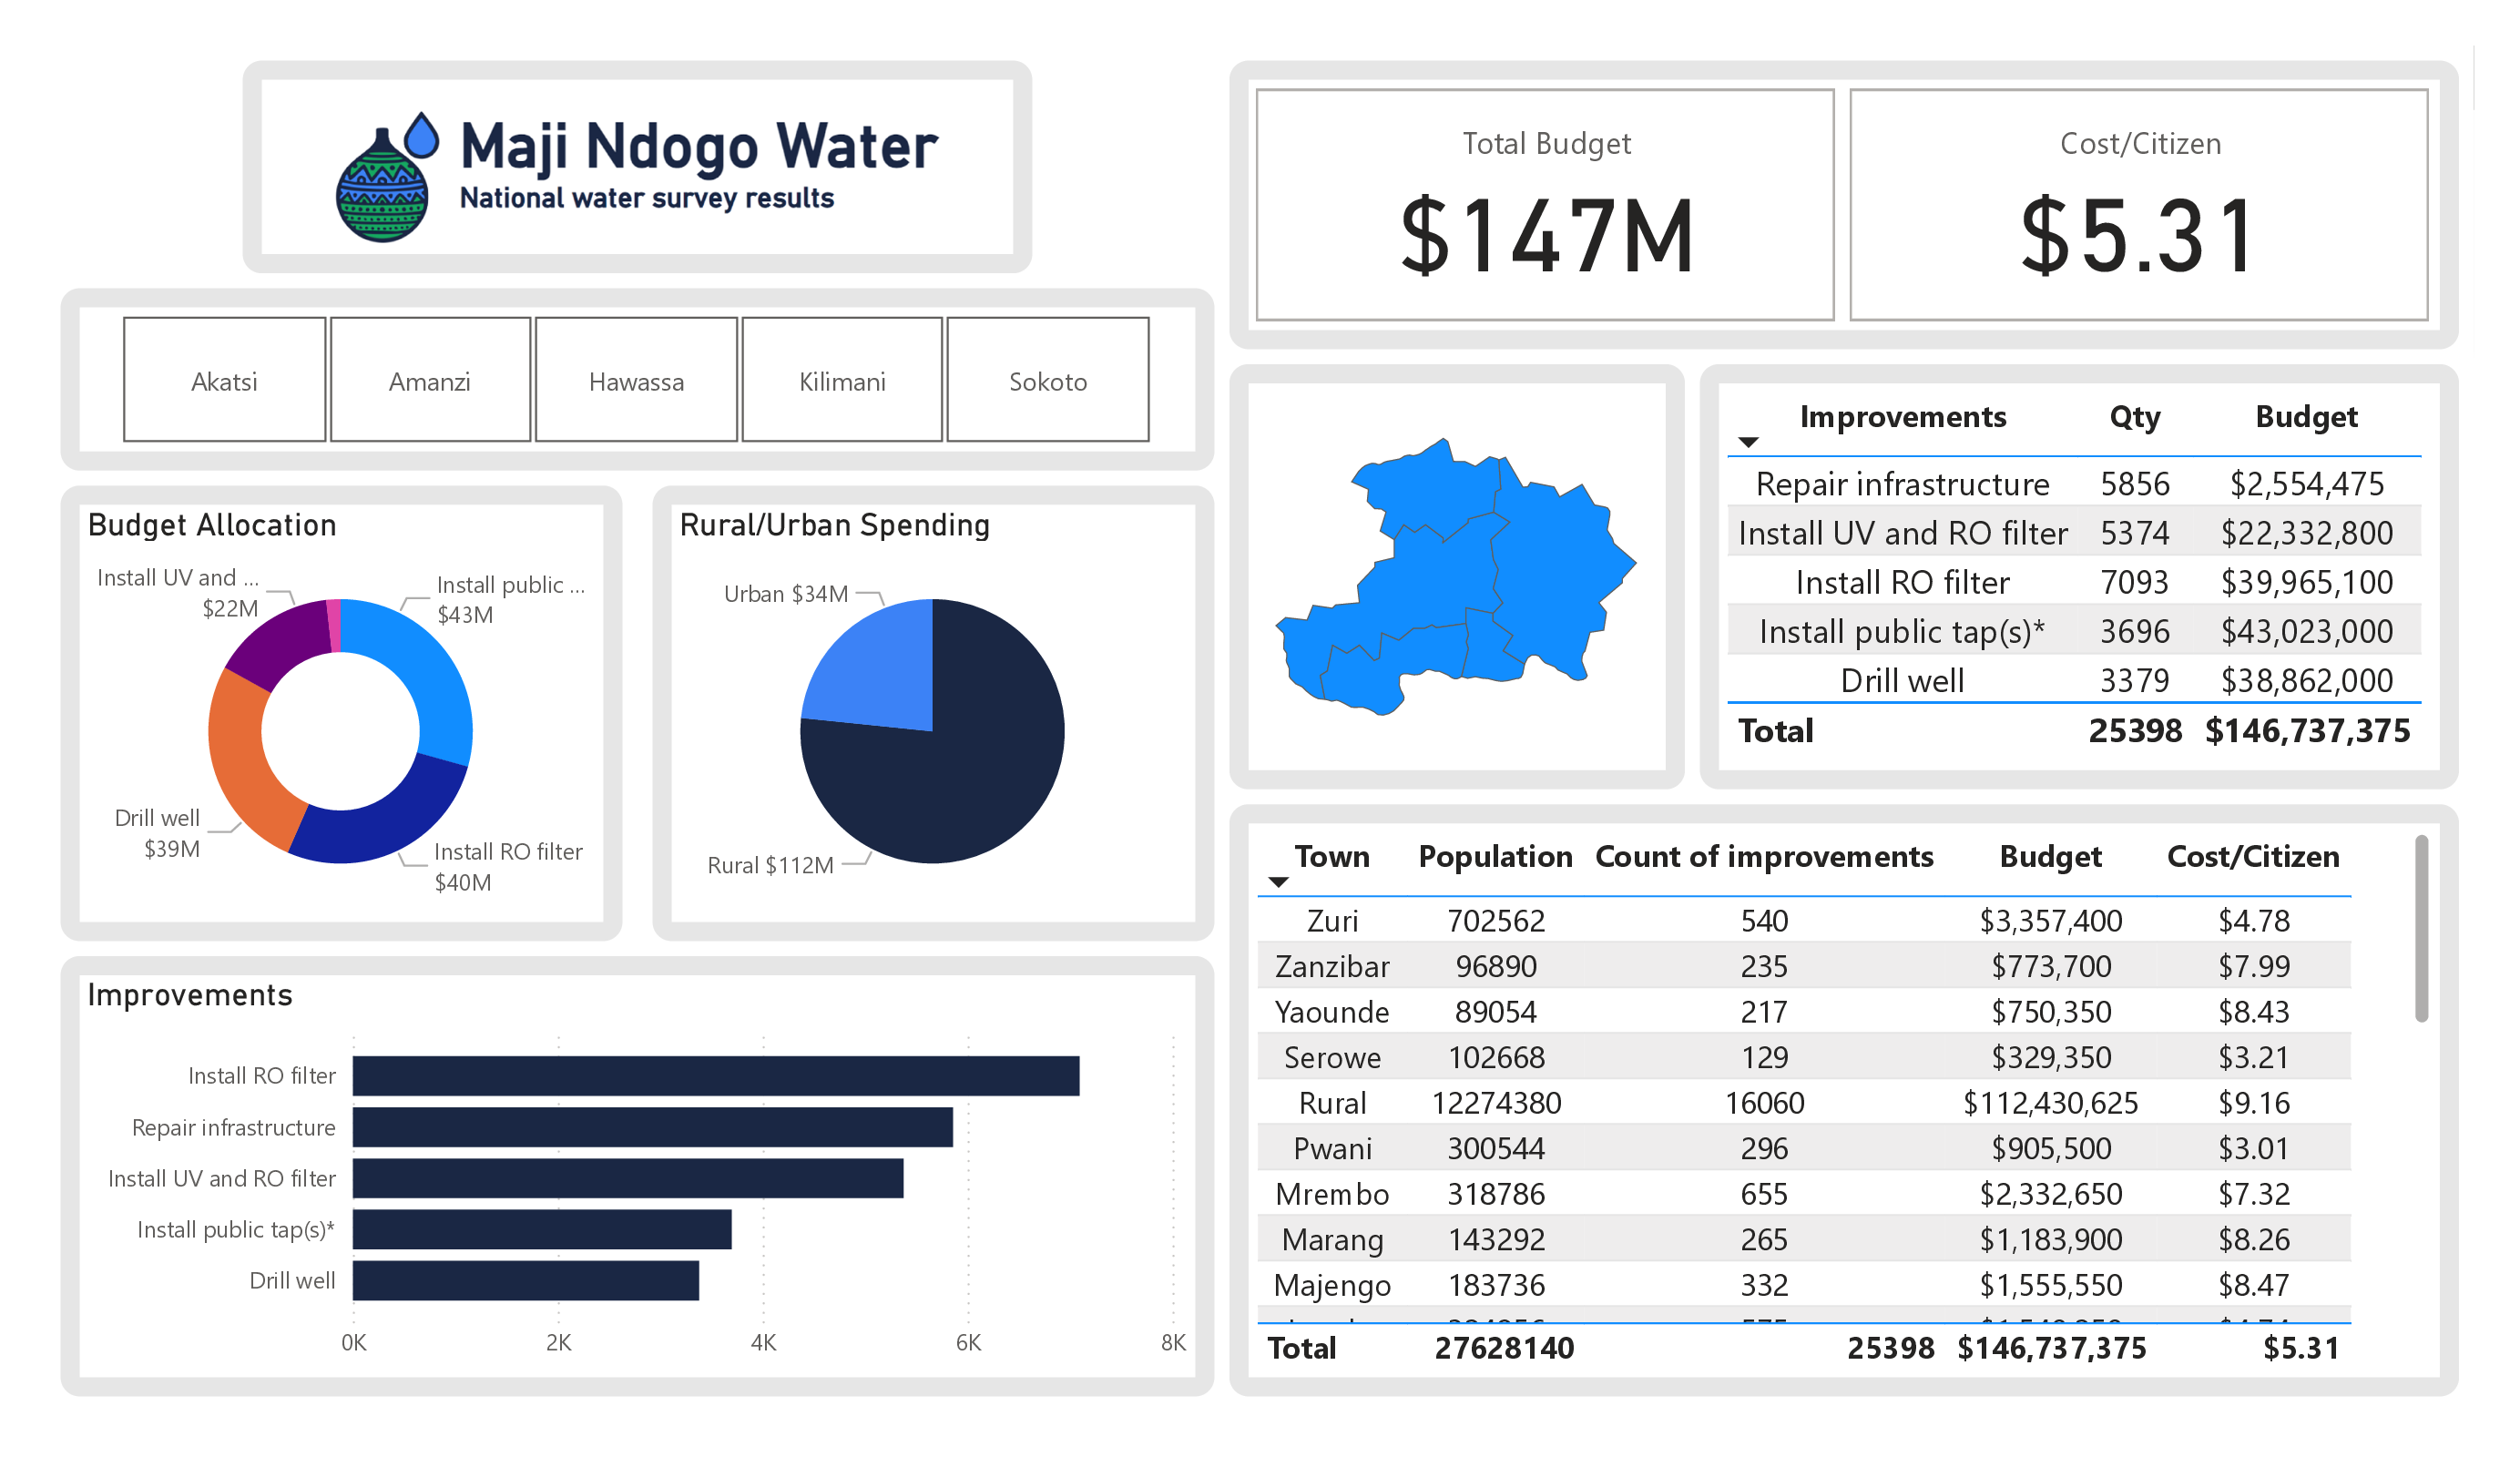 Maji Ndogo Water
National water survey results
Total Budget
$147M
Cost/Citizen
$5.31
Akatsi
Amanzi
Hawassa
Kilimani
Sokoto
Budget Allocation
Install UV and ...
$22M
Install public ...
$43M
Drill well
$39M
Install RO filter
$40M
Rural/Urban Spending
Urban $34M
Rural $112M
Improvements Qty Budget
Repair infrastructure 5856 $2,554,475
Install UV and RO filter 5374 $22,332,800
Install RO filter 7093 $39,965,100
Install public tap(s)* 3696 $43,023,000
Drill well 3379 $38,862,000
Total 25398 $146,737,375
Improvements
Install RO filter
Repair infrastructure
Install UV and RO filter
Install public tap(s)*
Drill well
0K 2K 4K 6K 8K
Town Population Count of improvements Budget Cost/Citizen
Zuri 702562 540 $3,357,400 $4.78
Zanzibar 96890 235 $773,700 $7.99
Yaounde 89054 217 $750,350 $8.43
Serowe 102668 129 $329,350 $3.21
Rural 12274380 16060 $112,430,625 $9.16
Pwani 300544 296 $905,500 $3.01
Mrembo 318786 655 $2,332,650 $7.32
Marang 143292 265 $1,183,900 $8.26
Majengo 183736 332 $1,555,550 $8.47
Total 27628140 25398 $146,737,375 $5.31